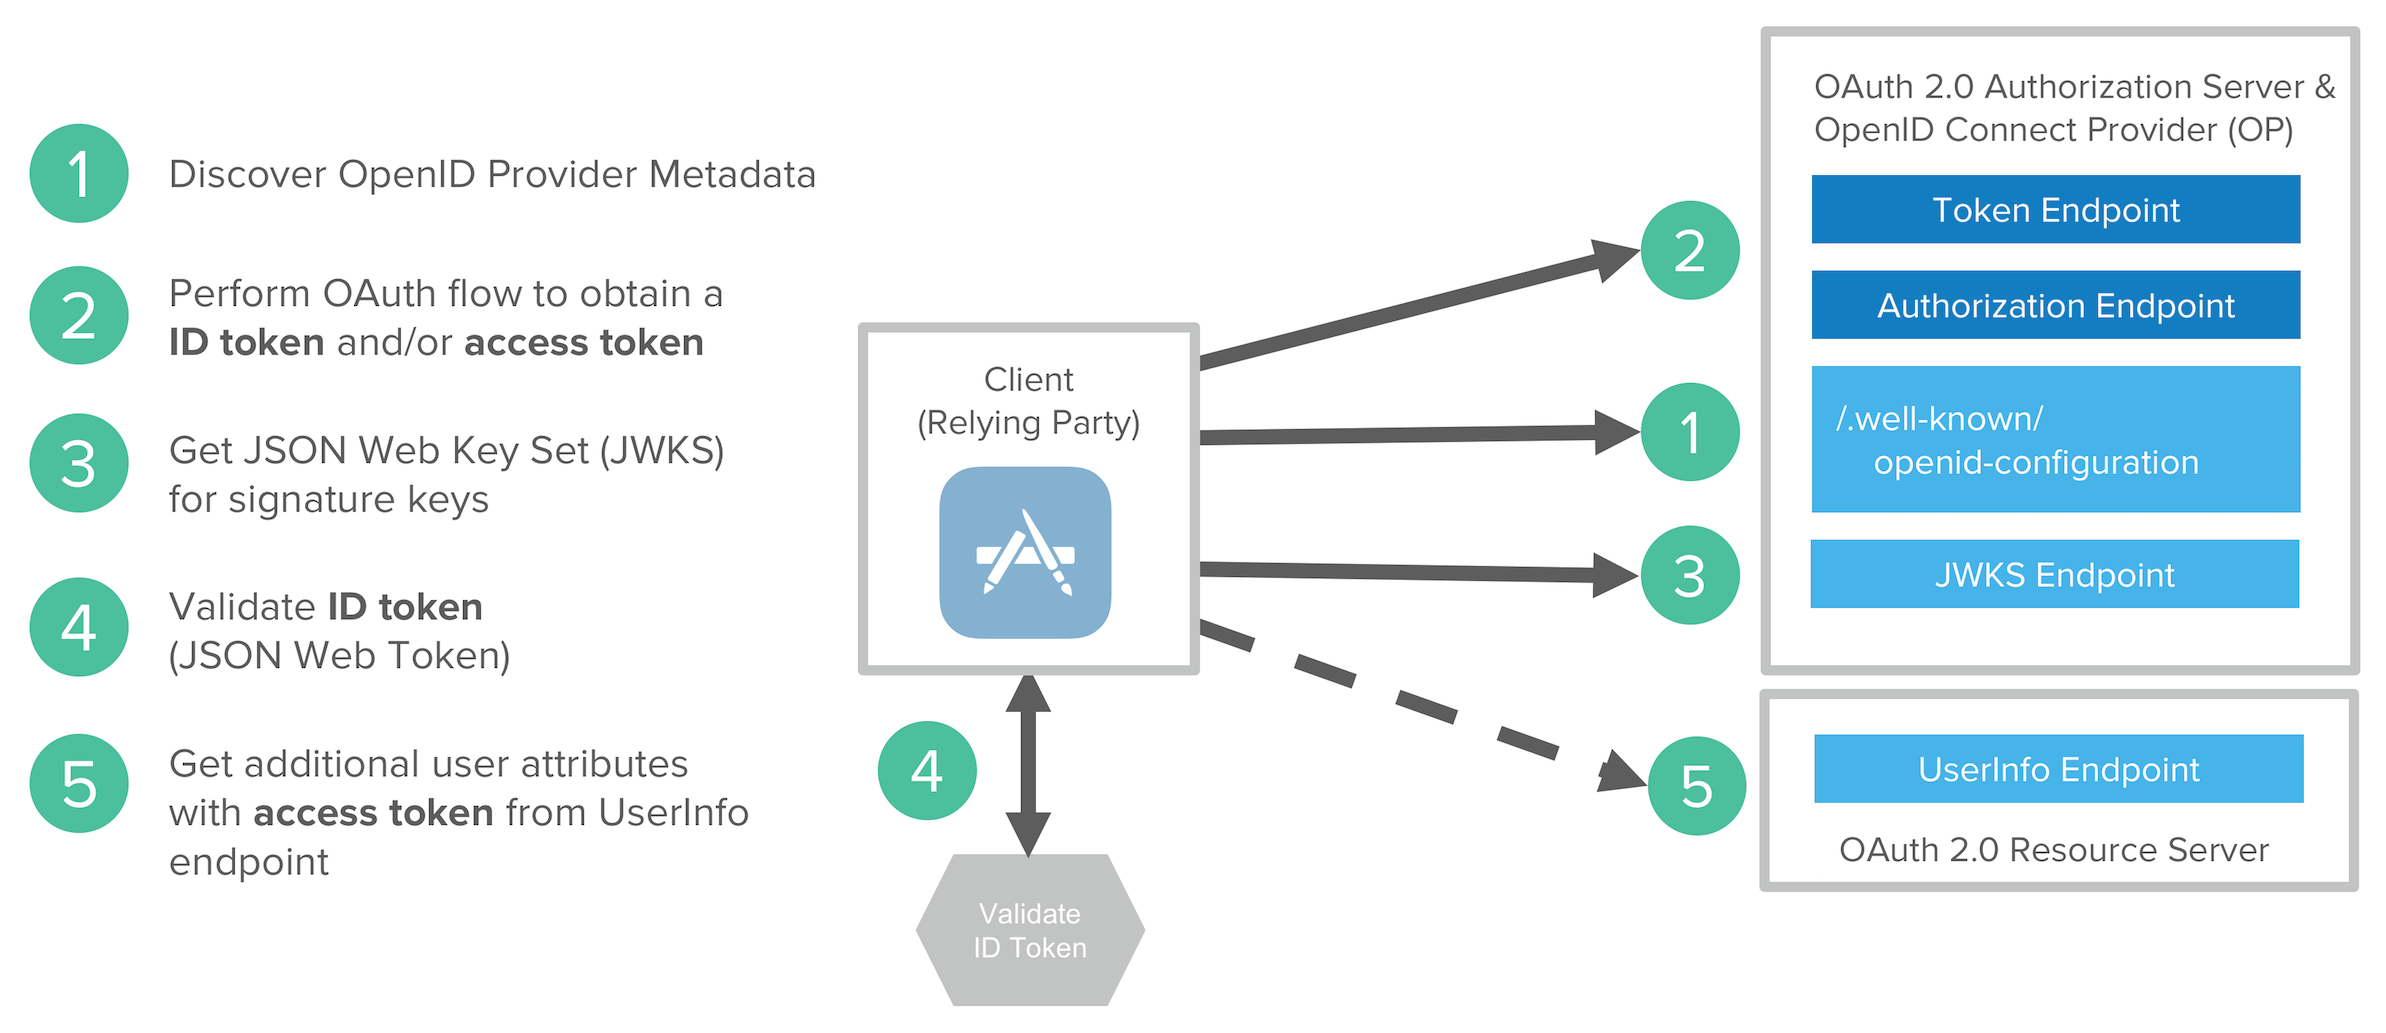 1
Discover OpenID Provider Metadata
2
Perform OAuth flow to obtain a
ID token and/or access token
3
Get JSON Web Key Set (JWKS)
for signature keys
4
Validate ID token
(JSON Web Token)
5
Get additional user attributes
with access token from UserInfo
endpoint
Client
(Relying Party)
4
Validate
ID Token
2
1
3
5
OAuth 2.0 Authorization Server &
OpenID Connect Provider (OP)
Token Endpoint
Authorization Endpoint
/.well-known/
openid-configuration
JWKS Endpoint
UserInfo Endpoint
OAuth 2.0 Resource Server